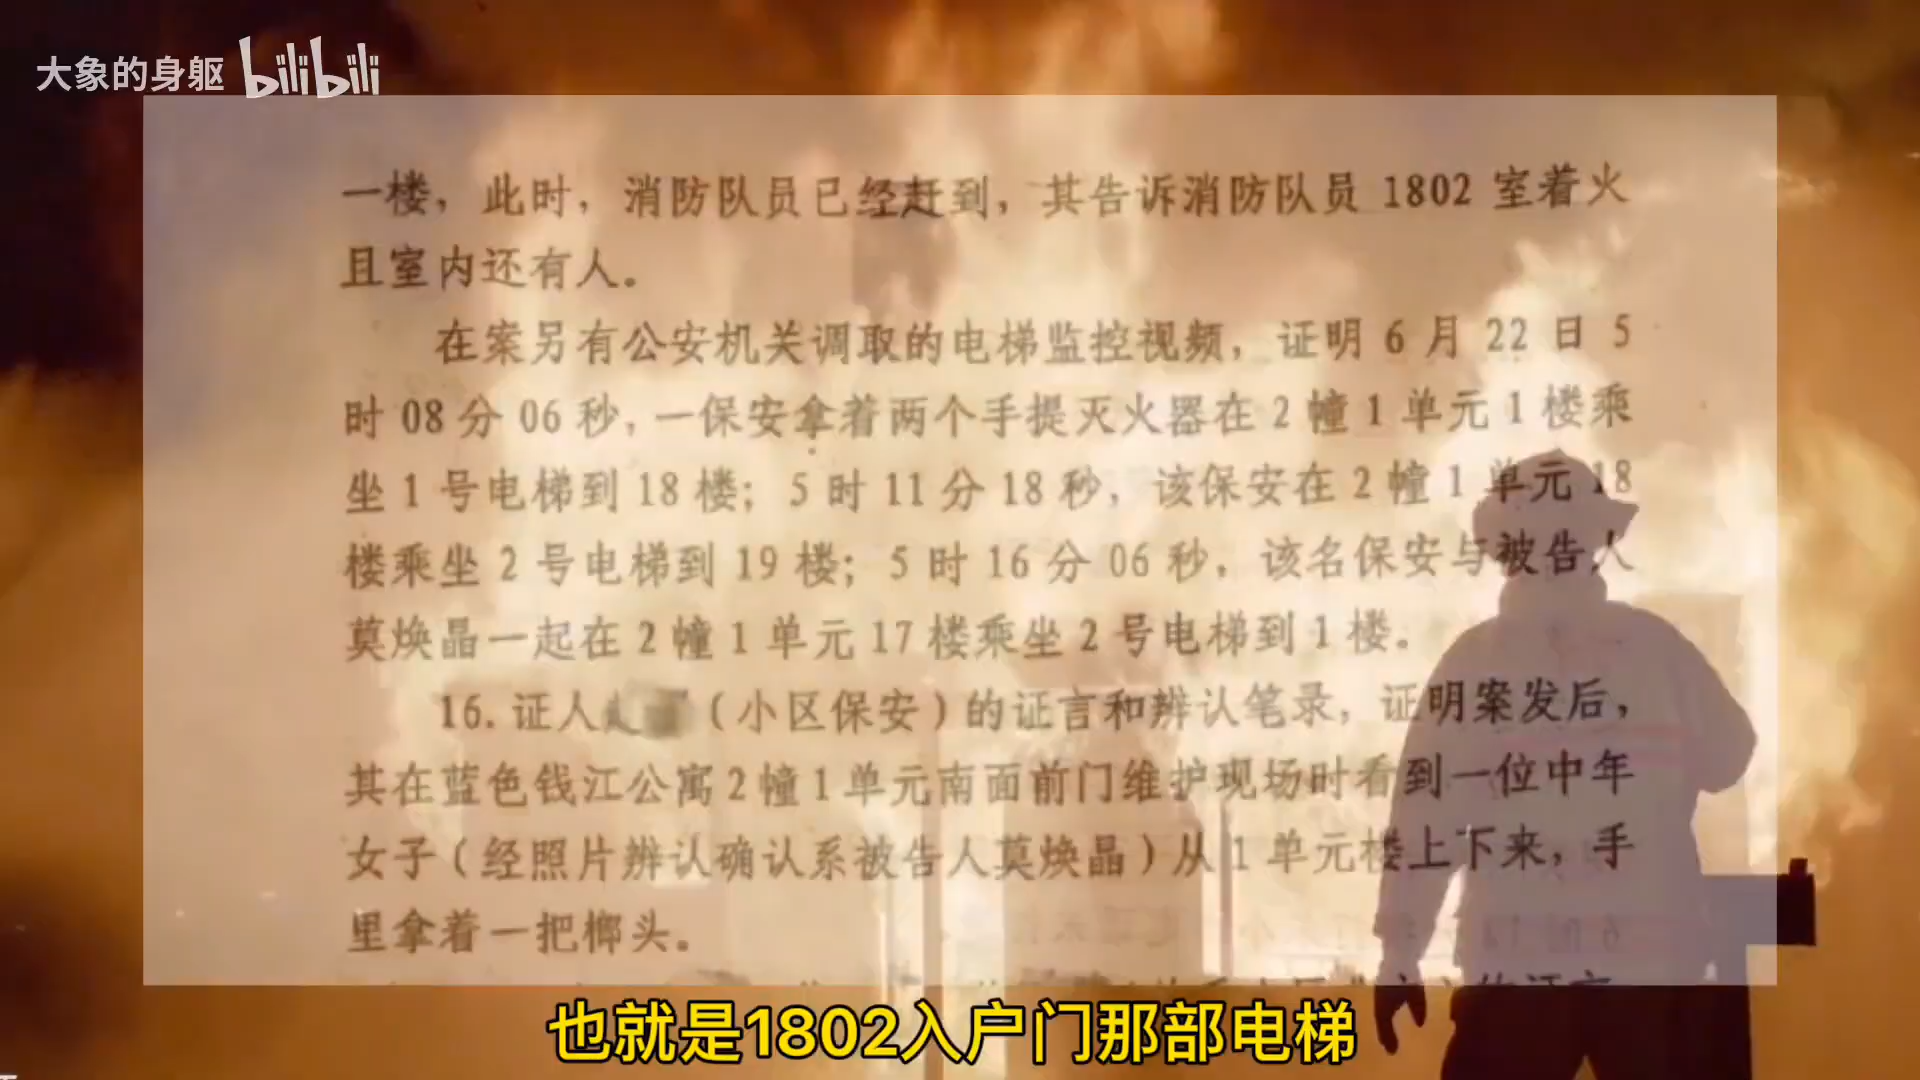 大象的身躯 bilibili
一楼，此时，消防队员已经赶到，其告诉消防队员 1802 室着火
且室内还有人。
在案另有公安机关调取的电梯监控视频，证明 6 月 22 日 5
时 08 分 06 秒，一保安拿着两个手提灭火器在 2 幢 1 单元 1 楼乘
坐 1 号电梯到 18 楼；5 时 11 分 18 秒，该保安在 2 幢 1 单元 18
楼乘坐 2 号电梯到 19 楼；5 时 16 分 06 秒，该名保安与被告人
莫焕晶一起在 2 幢 1 单元 17 楼乘坐 2 号电梯到 1 楼。
16. 证人（小区保安）的证言和辨认笔录，证明案发后，
其在蓝色钱江公寓 2 幢 1 单元南面前门维护现场时看到一位中年
女子（经照片辨认确认系被告人莫焕晶）从 1 单元楼上下来，手
里拿着一把榔头。
也就是1802入户门那部电梯